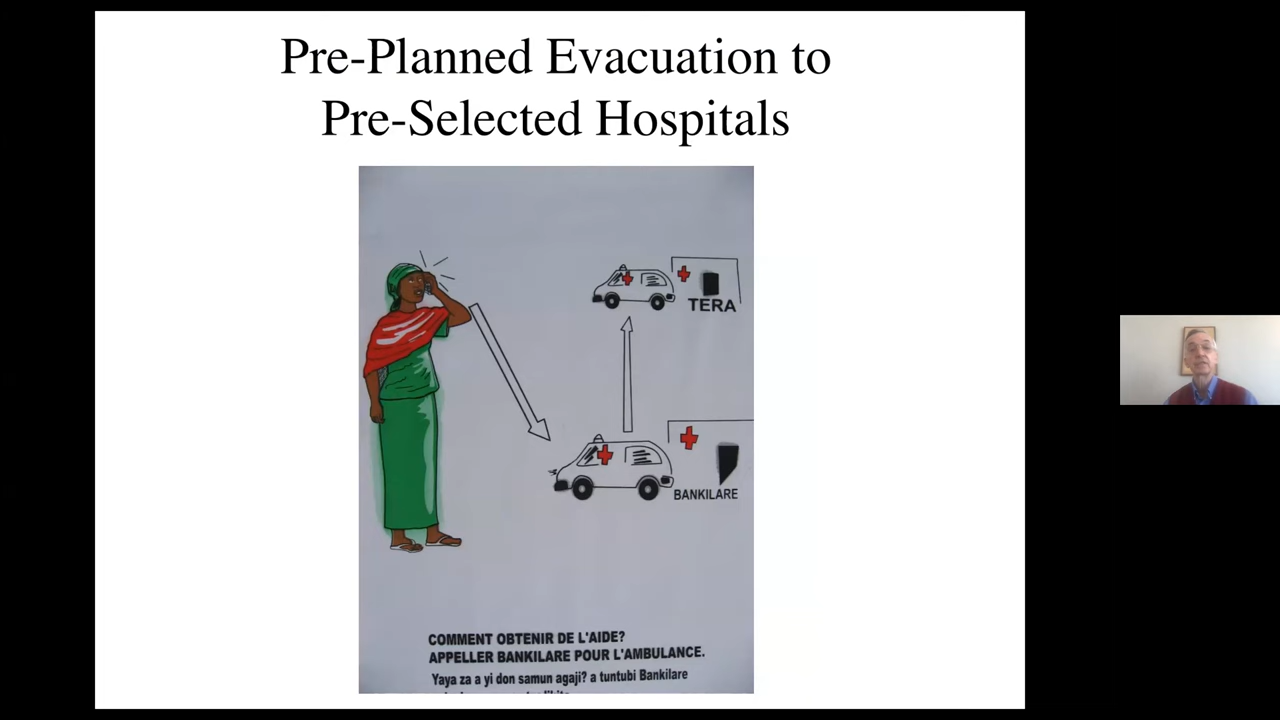 Pre-Planned Evacuation to
Pre-Selected Hospitals
TERA
BANKILARE
COMMENT OBTENIR DE L'AIDE?
APPELLER BANKILARE POUR L'AMBULANCE.
Yaya za a yi don samun agaji? a tuntubi Bankilare